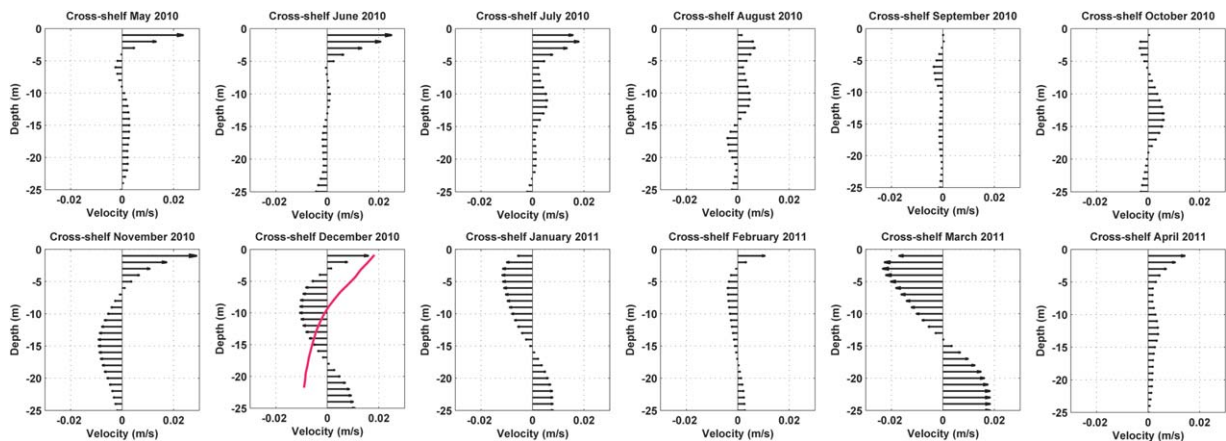 Cross-shelf May 2010 Cross-shelf June 2010 Cross-shelf July 2010 Cross-shelf August 2010 Cross-shelf September 2010 Cross-shelf October 2010
0 0 0 0 0 0
-5 -5 -5 -5 -5 -5
Depth (m) Depth (m) Depth (m) Depth (m) Depth (m) Depth (m)
-10 -10 -10 -10 -10 -10
-15 -15 -15 -15 -15 -15
-20 -20 -20 -20 -20 -20
-25 -25 -25 -25 -25 -25
-0.02 0 0.02 -0.02 0 0.02 -0.02 0 0.02 -0.02 0 0.02 -0.02 0 0.02 -0.02 0 0.02
Velocity (m/s) Velocity (m/s) Velocity (m/s) Velocity (m/s) Velocity (m/s) Velocity (m/s)
Cross-shelf November 2010 Cross-shelf December 2010 Cross-shelf January 2011 Cross-shelf February 2011 Cross-shelf March 2011 Cross-shelf April 2011
0 0 0 0 0 0
-5 -5 -5 -5 -5 -5
Depth (m) Depth (m) Depth (m) Depth (m) Depth (m) Depth (m)
-10 -10 -10 -10 -10 -10
-15 -15 -15 -15 -15 -15
-20 -20 -20 -20 -20 -20
-25 -25 -25 -25 -25 -25
-0.02 0 0.02 -0.02 0 0.02 -0.02 0 0.02 -0.02 0 0.02 -0.02 0 0.02 -0.02 0 0.02
Velocity (m/s) Velocity (m/s) Velocity (m/s) Velocity (m/s) Velocity (m/s) Velocity (m/s)